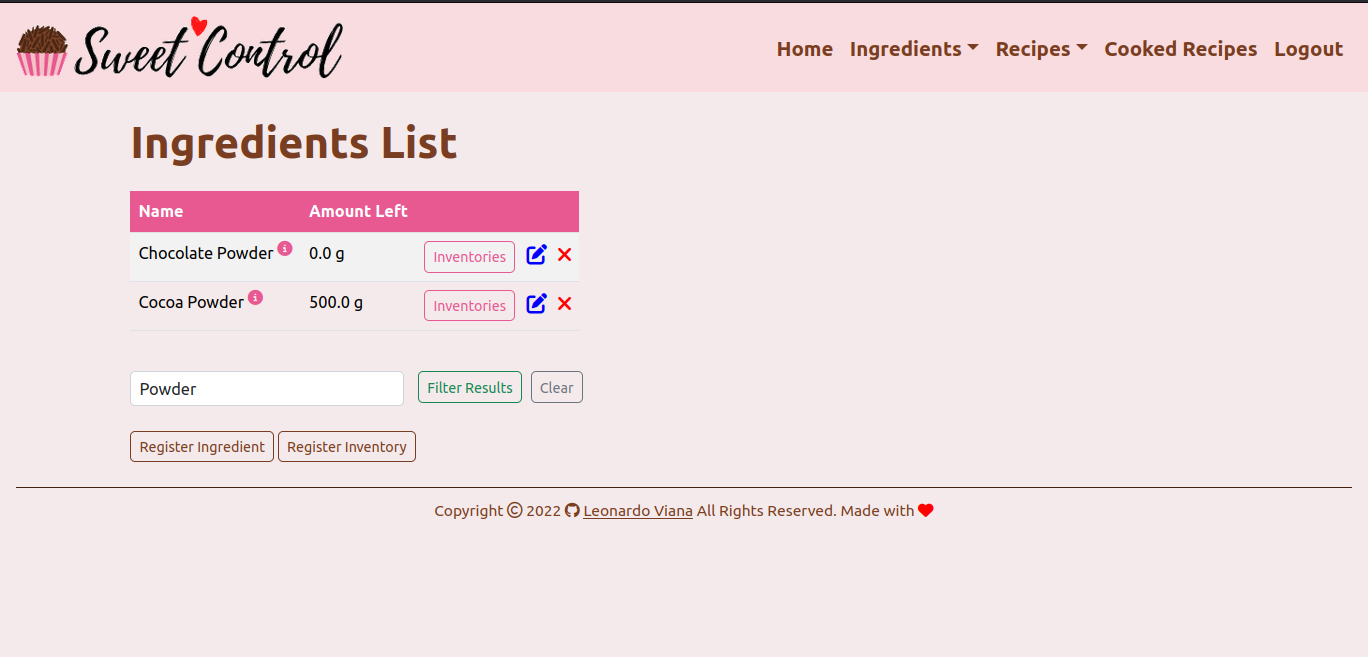 Sweet Control
Home Ingredients Recipes Cooked Recipes Logout
Ingredients List
Name Amount Left
Chocolate Powder 0.0 g Inventories
Cocoa Powder 500.0 g Inventories
Powder Filter Results Clear
Register Ingredient Register Inventory
Copyright © 2022 Leonardo Viana All Rights Reserved. Made with